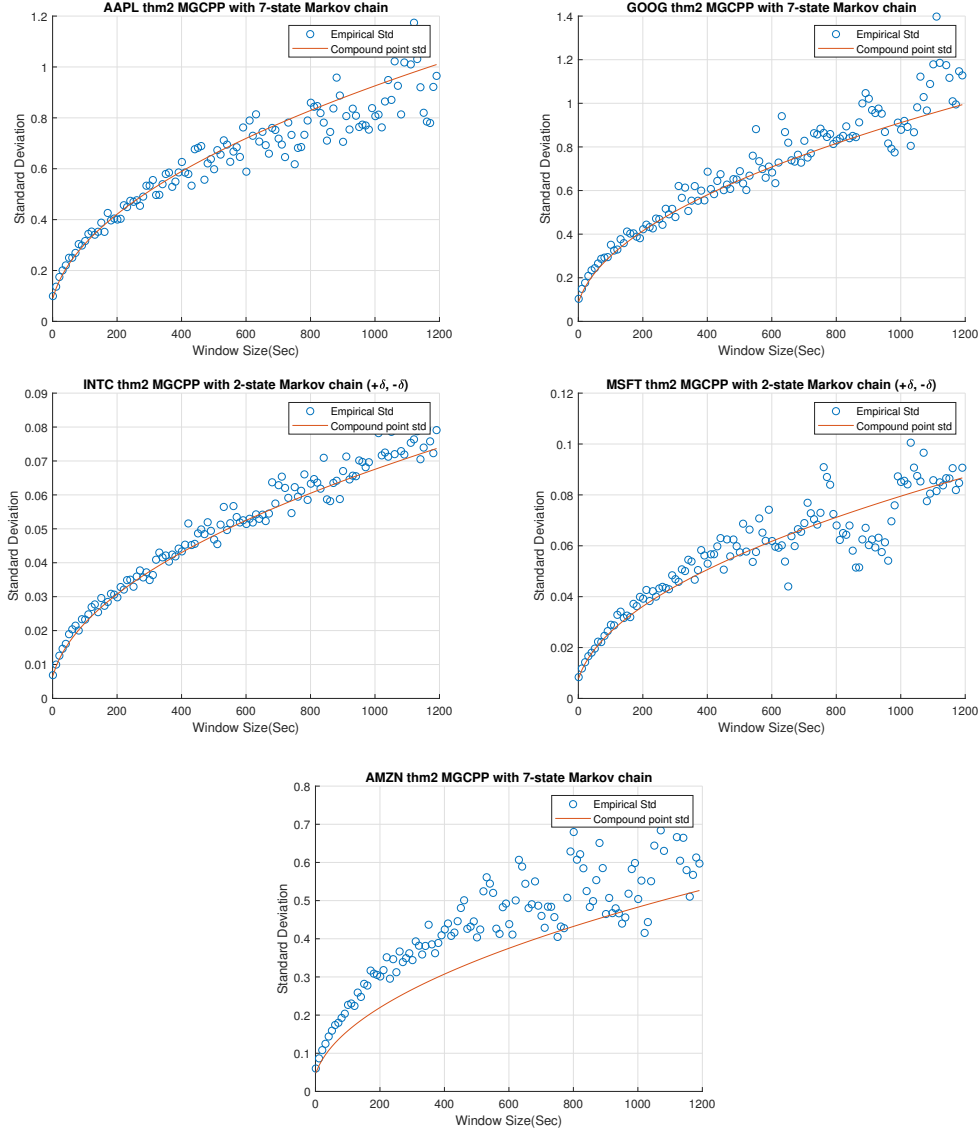 AAPL thm2 MGCPP with 7-state Markov chain
1.2
1
0.8
0.6
0.4
0.2
0
Standard Deviation
Empirical Std
Compound point std
0 200 400 600 800 1000 1200
Window Size(Sec)
GOOG thm2 MGCPP with 7-state Markov chain
1.4
1.2
1
0.8
0.6
0.4
0.2
0
Standard Deviation
Empirical Std
Compound point std
0 200 400 600 800 1000 1200
Window Size(Sec)
INTC thm2 MGCPP with 2-state Markov chain (+δ, -δ)
0.09
0.08
0.07
0.06
0.05
0.04
0.03
0.02
0.01
0
Standard Deviation
Empirical Std
Compound point std
0 200 400 600 800 1000 1200
Window Size(Sec)
MSFT thm2 MGCPP with 2-state Markov chain (+δ, -δ)
0.12
0.1
0.08
0.06
0.04
0.02
0
Standard Deviation
Empirical Std
Compound point std
0 200 400 600 800 1000 1200
Window Size(Sec)
AMZN thm2 MGCPP with 7-state Markov chain
0.8
0.7
0.6
0.5
0.4
0.3
0.2
0.1
0
Standard Deviation
Empirical Std
Compound point std
0 200 400 600 800 1000 1200
Window Size(Sec)